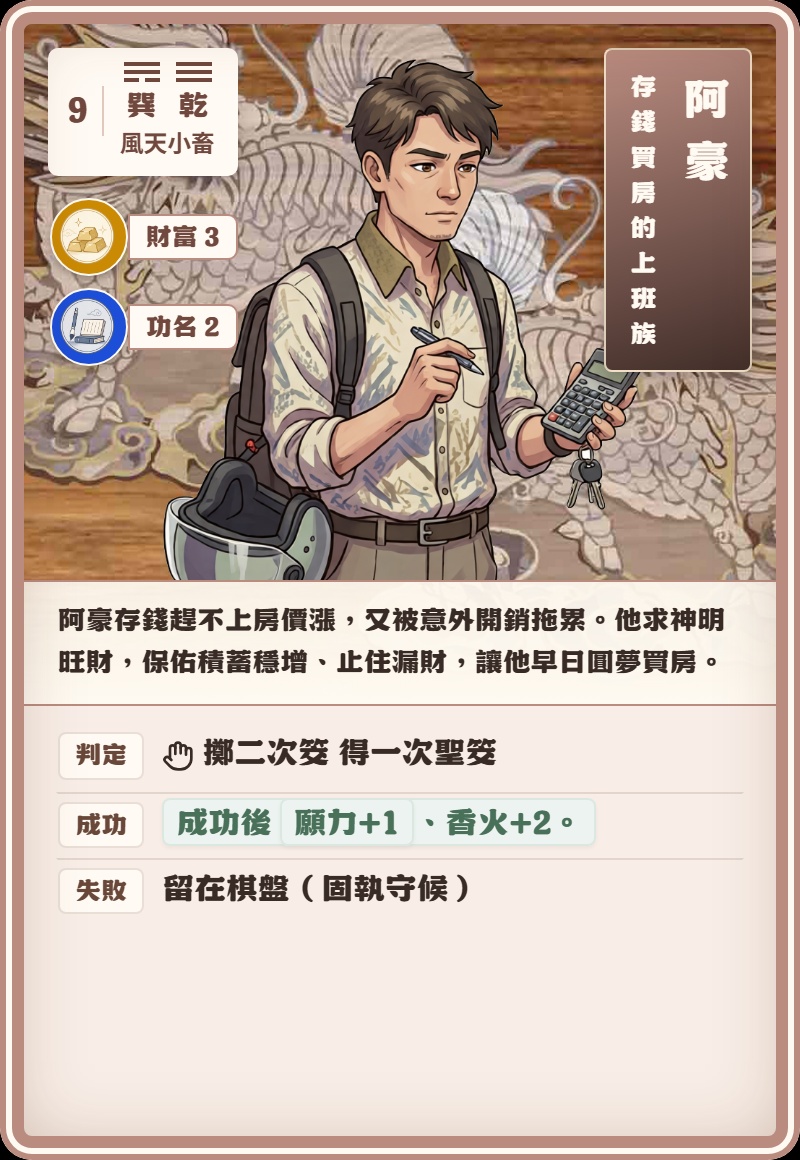 9
巽 乾
風天小畜
財富 3
功名 2
阿豪
存錢買房的上班族
阿豪存錢趕不上房價漲，又被意外開銷拖累。他求神明
旺財，保佑積蓄穩增、止住漏財，讓他早日圓夢買房。
判定
擲二次筊 得一次聖筊
成功
成功後 願力+1 、香火+2。
失敗
留在棋盤（固執守候）